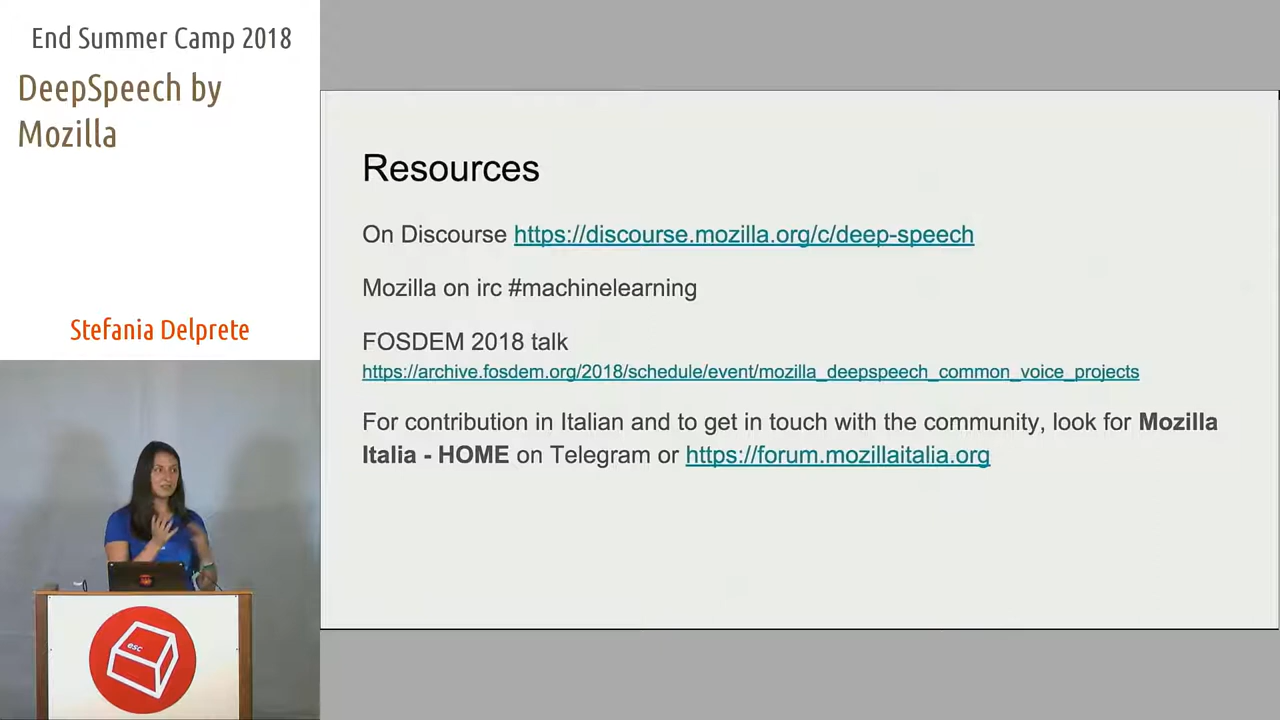 End Summer Camp 2018
DeepSpeech by
Mozilla
Stefania Delprete
esc
Resources
On Discourse https://discourse.mozilla.org/c/deep-speech
Mozilla on irc #machinelearning
FOSDEM 2018 talk
https://archive.fosdem.org/2018/schedule/event/mozilla_deepspeech_common_voice_projects
For contribution in Italian and to get in touch with the community, look for Mozilla
Italia - HOME on Telegram or https://forum.mozillaitalia.org